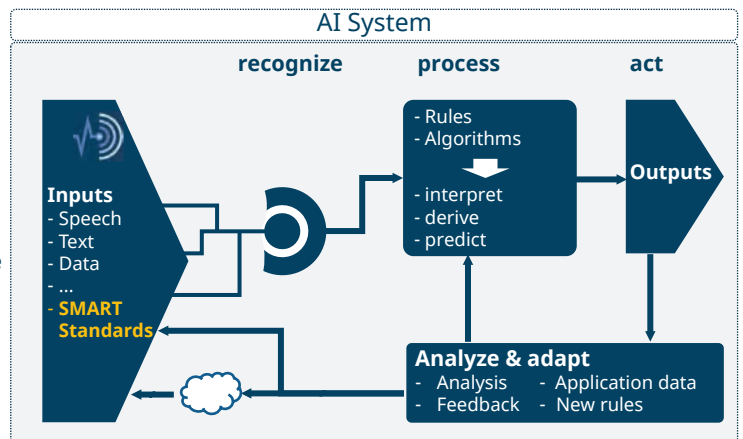 AI System
recognize
process
act
Inputs
- Speech
- Text
- Data
- ...
- SMART
Standards
- Rules
- Algorithms
- interpret
- derive
- predict
Outputs
Analyze & adapt
- Analysis - Application data
- Feedback - New rules